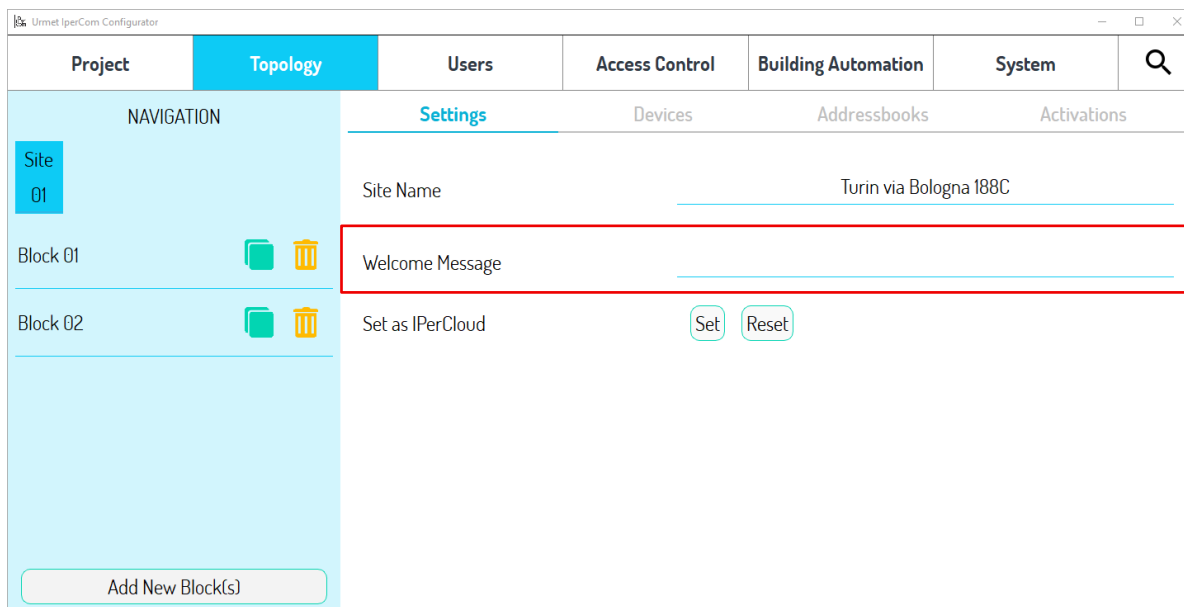 Urmet IperCom Configurator
Project Topology Users Access Control Building Automation System
NAVIGATION Settings Devices Addressbooks Activations
Site
01
Site Name Turin via Bologna 188C
Block 01
Welcome Message
Block 02
Set as IPerCloud Set Reset
Add New Block(s)